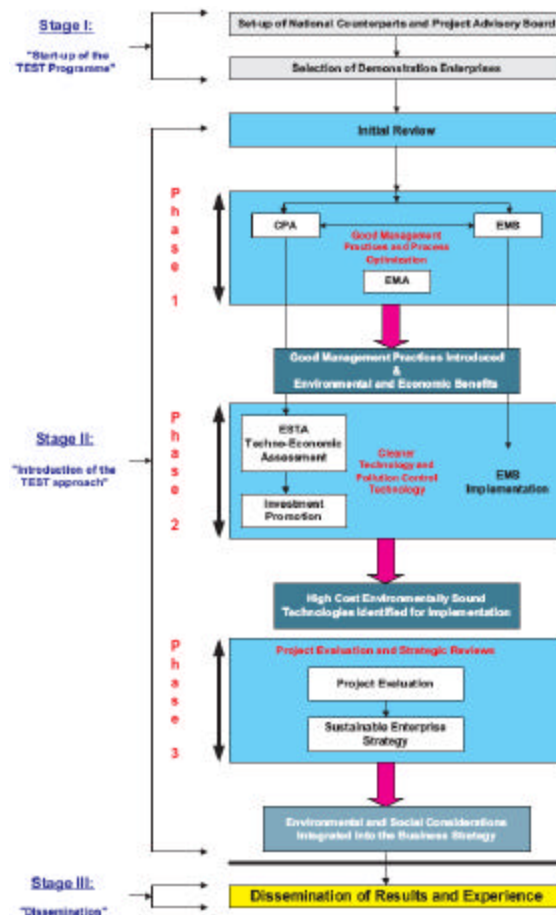 Stage I:
"Start-up of the
TEST Programme"
Set-up of National Counterparts and Project Advisory Board
Selection of Demonstration Enterprises
Initial Review
Phase 1
CPA
EMS
Good Management
Practices and Process
Optimization
EMA
Good Management Practices Introduced
&
Environmental and Economic Benefits
Stage II:
"Introduction of the
TEST approach"
Phase 2
ESTA
Techno-Economic
Assessment
Investment
Promotion
Cleaner
Technology and
Pollution Control
Technology
EMS
Implementation
High Cost Environmentally Sound
Technologies Identified for Implementation
Phase 3
Project Evaluation and Strategic Reviews
Project Evaluation
Sustainable Enterprise
Strategy
Environmental and Social Considerations
Integrated into the Business Strategy
Stage III:
"Dissemination"
Dissemination of Results and Experience